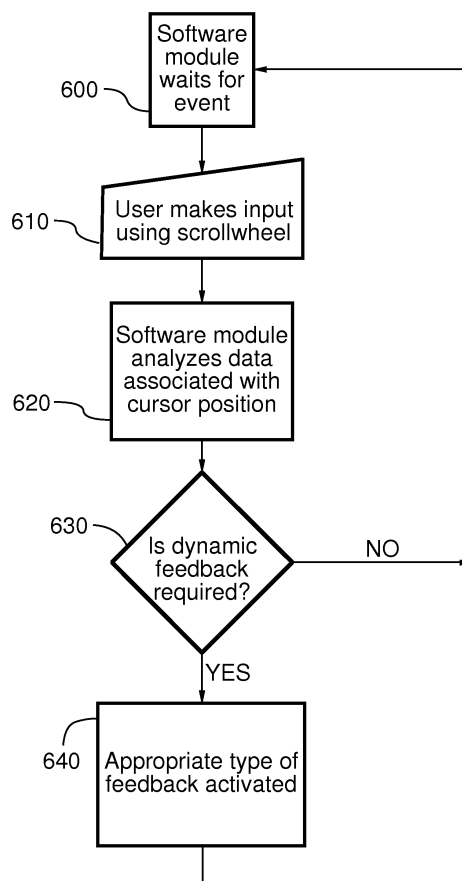 Software
module
waits for
event
600
User makes input
using scrollwheel
610
Software module
analyzes data
associated with
cursor position
620
630
Is dynamic
feedback
required?
NO
YES
640
Appropriate type of
feedback activated